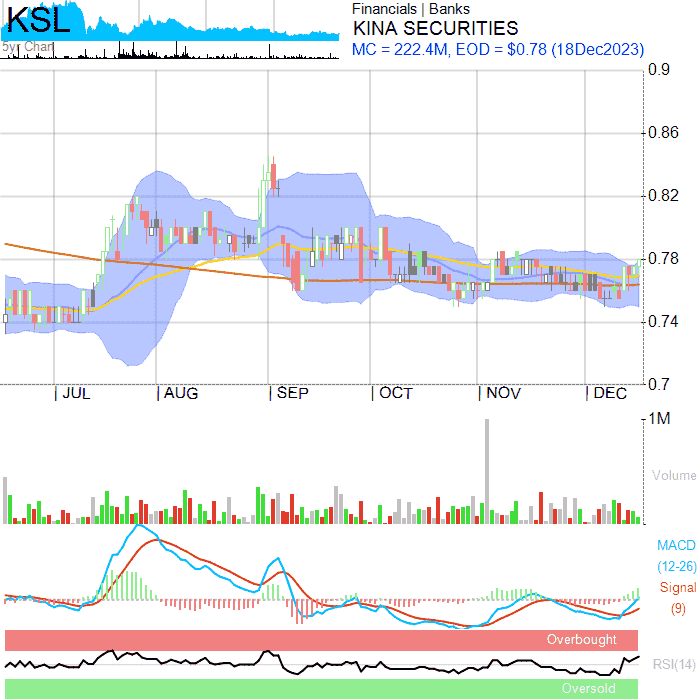 KSL
5yr Chart
Financials | Banks
KINA SECURITIES
MC = 222.4M, EOD = $0.78 (18Dec2023)
0.9
0.86
0.82
0.78
0.74
0.7
JUL AUG SEP OCT NOV DEC
1M
Volume
MACD
(12-26)
Signal
(9)
Overbought
RSI(14)
Oversold